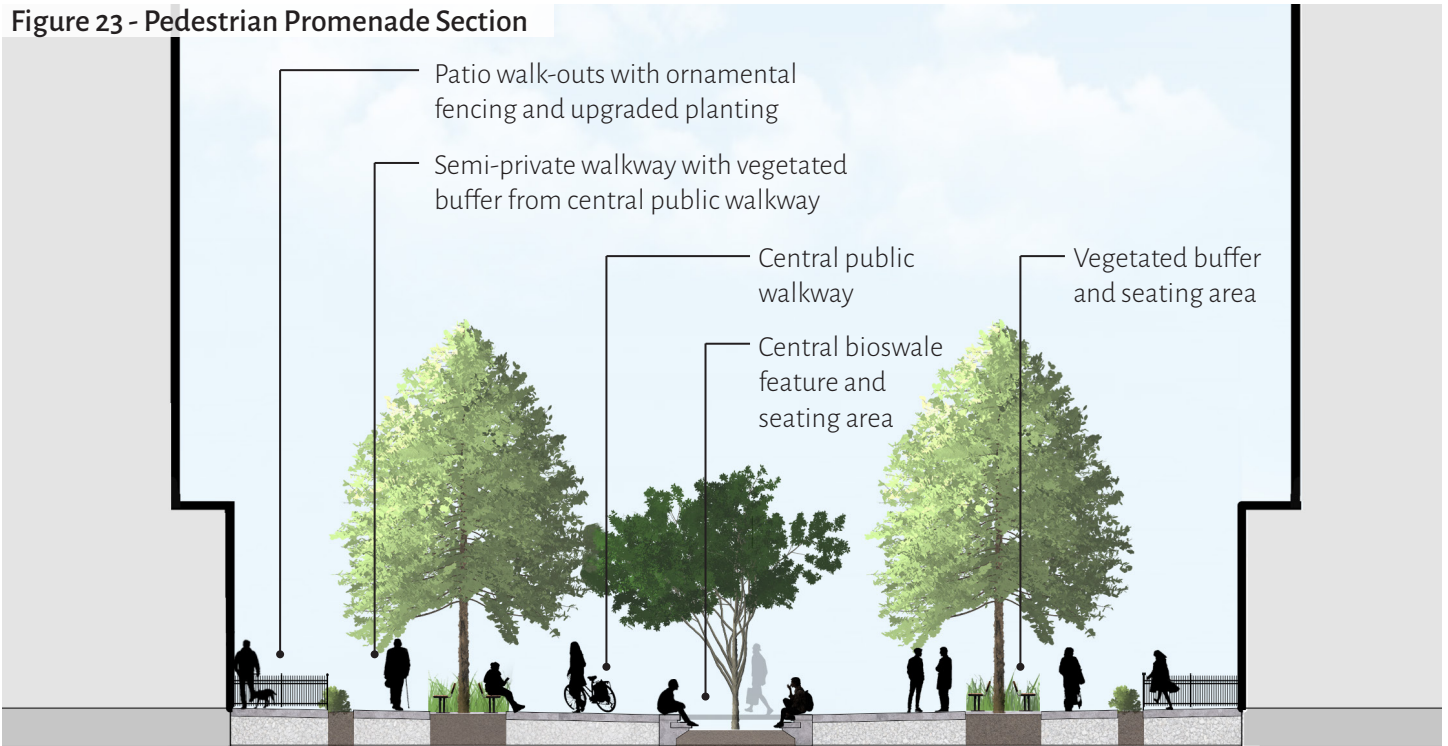 Figure 23 - Pedestrian Promenade Section
Patio walk-outs with ornamental
fencing and upgraded planting
Semi-private walkway with vegetated
buffer from central public walkway
Central public
walkway
Vegetated buffer
and seating area
Central bioswale
feature and
seating area